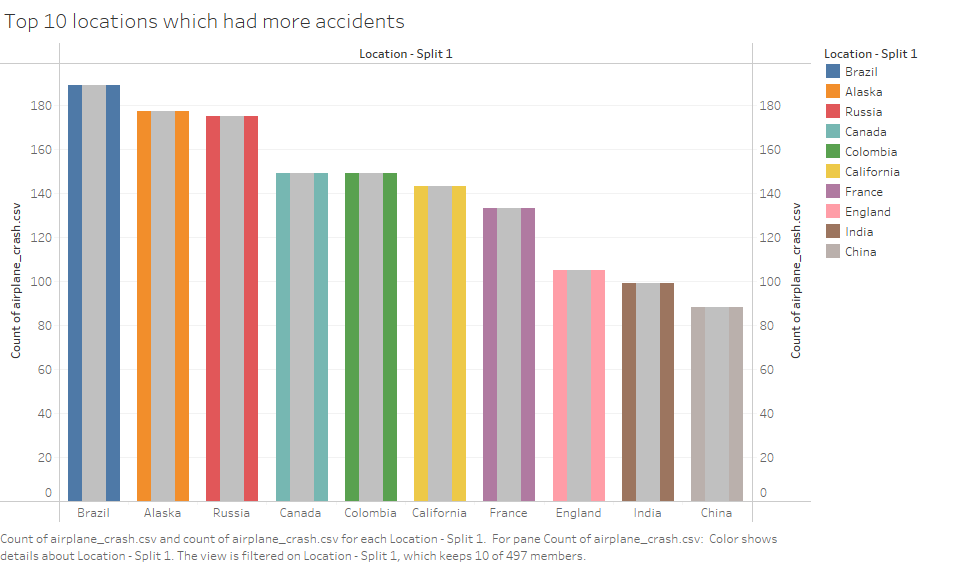 Top 10 locations which had more accidents
Location - Split 1
Location - Split 1
Brazil
Alaska
Russia
Canada
Colombia
California
France
England
India
China
Count of airplane_crash.csv
180
160
140
120
100
80
60
40
20
0
180
160
140
120
100
80
60
40
20
0
Count of airplane_crash.csv
Brazil Alaska Russia Canada Colombia California France England India China
Count of airplane_crash.csv and count of airplane_crash.csv for each Location - Split 1.  For pane Count of airplane_crash.csv:  Color shows
details about Location - Split 1. The view is filtered on Location - Split 1, which keeps 10 of 497 members.